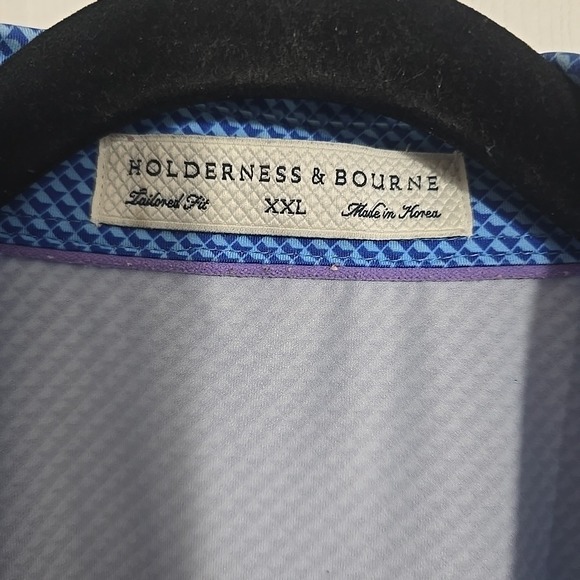 HOLDERNESS & BOURNE
Tailored Fit XXL Made in Korea